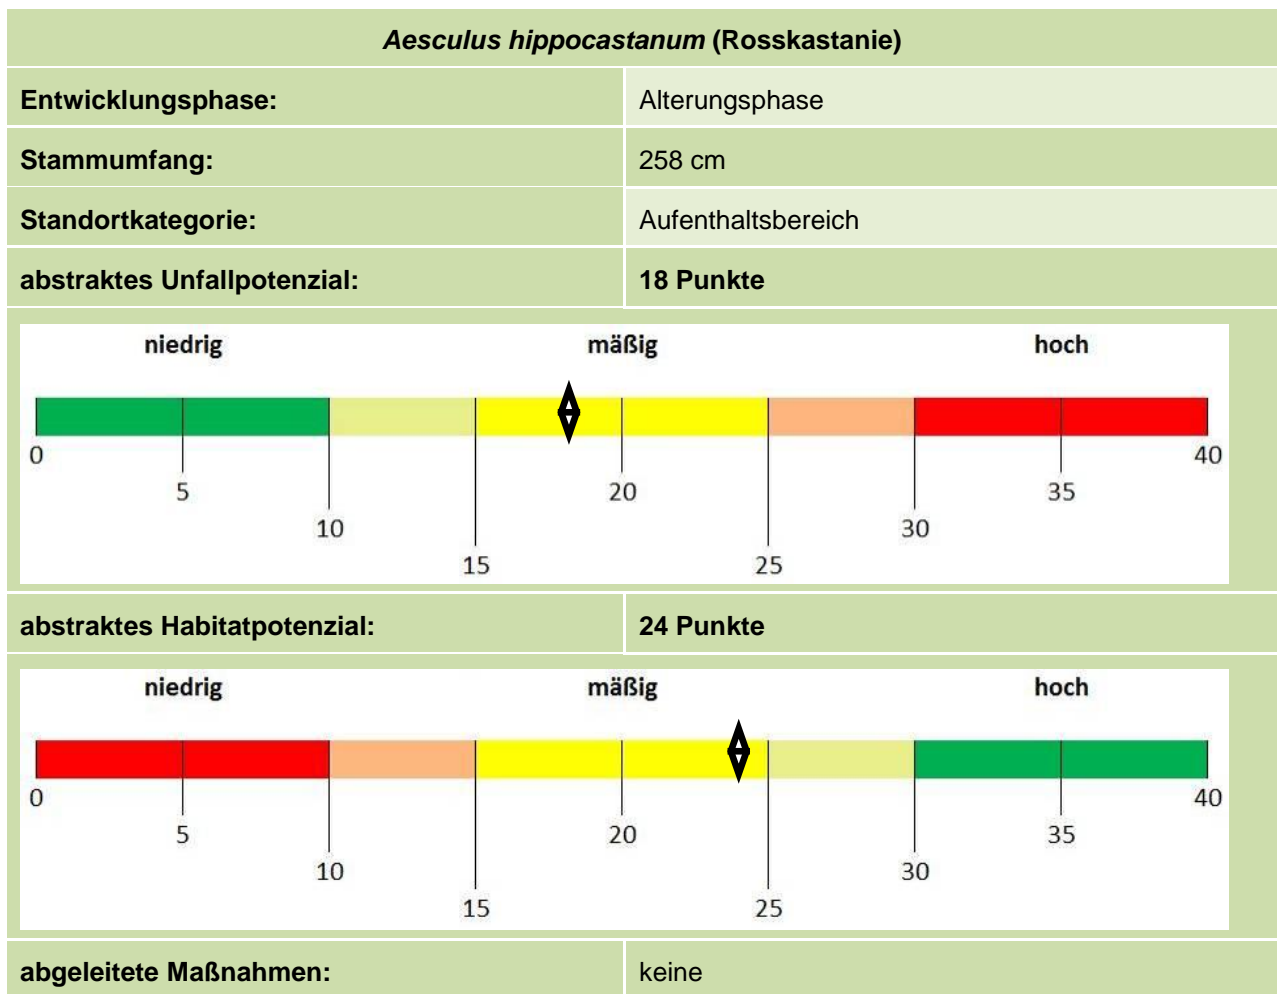 Aesculus hippocastanum (Rosskastanie)
Entwicklungsphase: Alterungsphase
Stammumfang: 258 cm
Standortkategorie: Aufenthaltsbereich
abstraktes Unfallpotenzial: 18 Punkte
niedrig mäßig hoch
0 40
5 20 35
10 30
15 25
abstraktes Habitatpotenzial: 24 Punkte
niedrig mäßig hoch
0 40
5 20 35
10 30
15 25
abgeleitete Maßnahmen: keine